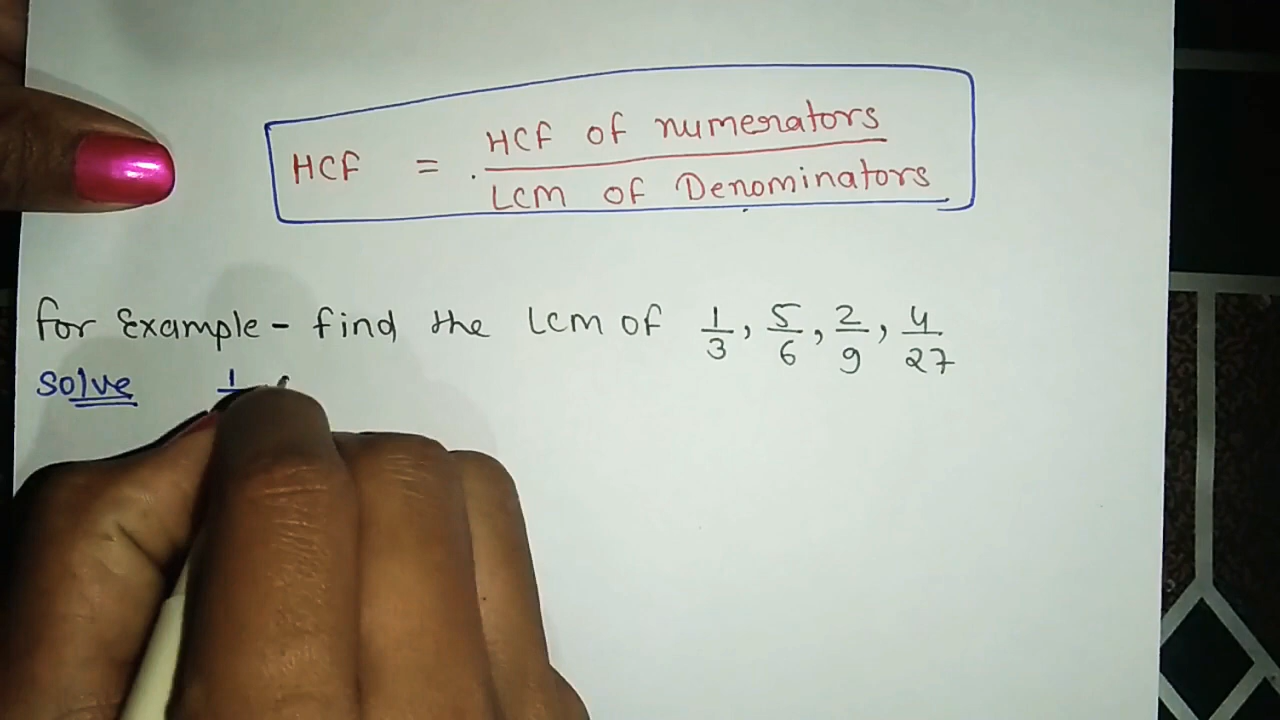 HCF = HCF of numerators
LCM of Denominators
For Example - find the LCM of 1/3, 5/6, 2/9, 4/27
Solve 1